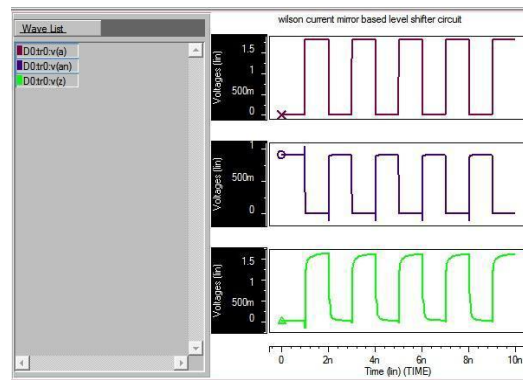 wilson current mirror based level shifter circuit
Wave List
D0:tr0:v(a)
D0:tr0:v(an)
D0:tr0:v(z)
Voltages (lin)
1.5
1
500m
0
Voltages (lin)
1
500m
0
Voltages (lin)
1.5
1
500m
0
0 2n 4n 6n 8n 10n
Time (lin) (TIME)